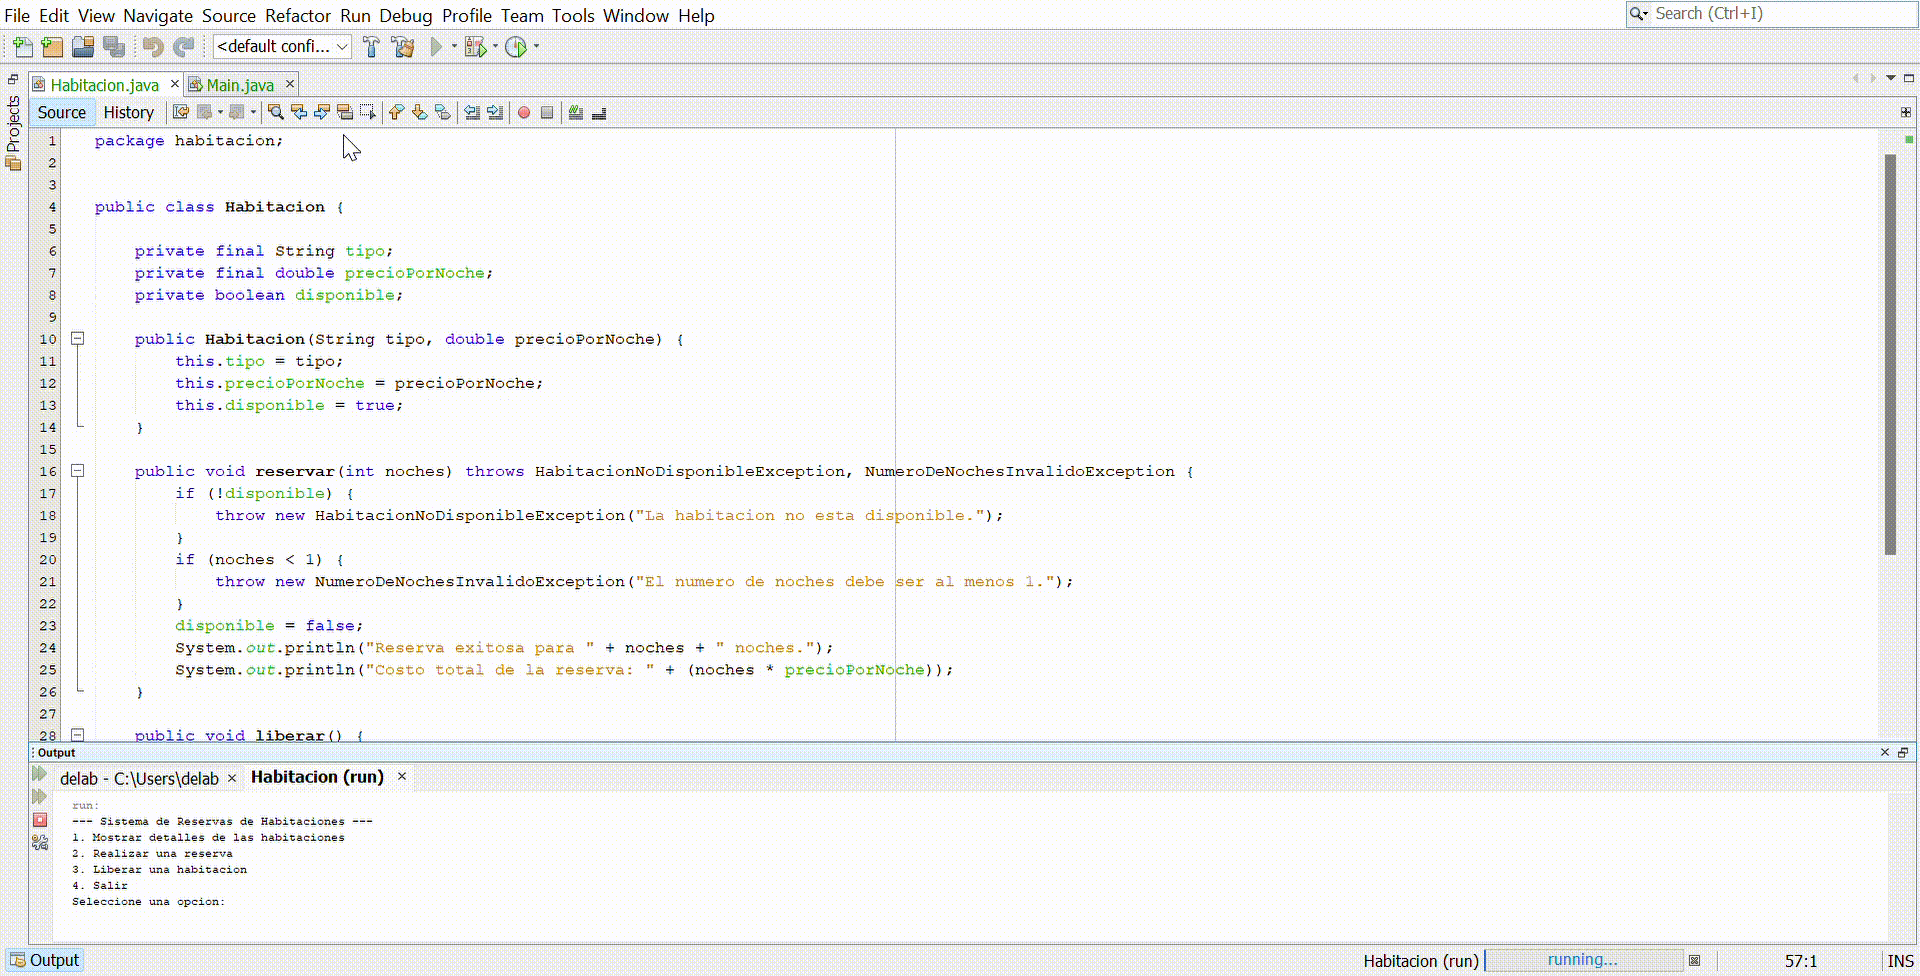 File Edit View Navigate Source Refactor Run Debug Profile Team Tools Window Help
Search (Ctrl+I)
<default confi...
Projects
Habitacion.java
Main.java
Source History
1 package habitacion;
2
3
4 public class Habitacion {
5
6 private final String tipo;
7 private final double precioPorNoche;
8 private boolean disponible;
9
10 public Habitacion(String tipo, double precioPorNoche) {
11 this.tipo = tipo;
12 this.precioPorNoche = precioPorNoche;
13 this.disponible = true;
14 }
15
16 public void reservar(int noches) throws HabitacionNoDisponibleException, NumeroDeNochesInvalidoException {
17 if (!disponible) {
18 throw new HabitacionNoDisponibleException("La habitacion no esta disponible.");
19 }
20 if (noches < 1) {
21 throw new NumeroDeNochesInvalidoException("El numero de noches debe ser al menos 1.");
22 }
23 disponible = false;
24 System.out.println("Reserva exitosa para " + noches + " noches.");
25 System.out.println("Costo total de la reserva: " + (noches * precioPorNoche));
26 }
27
28 public void liberar() {
Output
delab - C:\Users\delab
Habitacion (run)
run:
--- Sistema de Reservas de Habitaciones ---
1. Mostrar detalles de las habitaciones
2. Realizar una reserva
3. Liberar una habitacion
4. Salir
Seleccione una opcion:
Output
Habitacion (run)
running...
57:1
INS